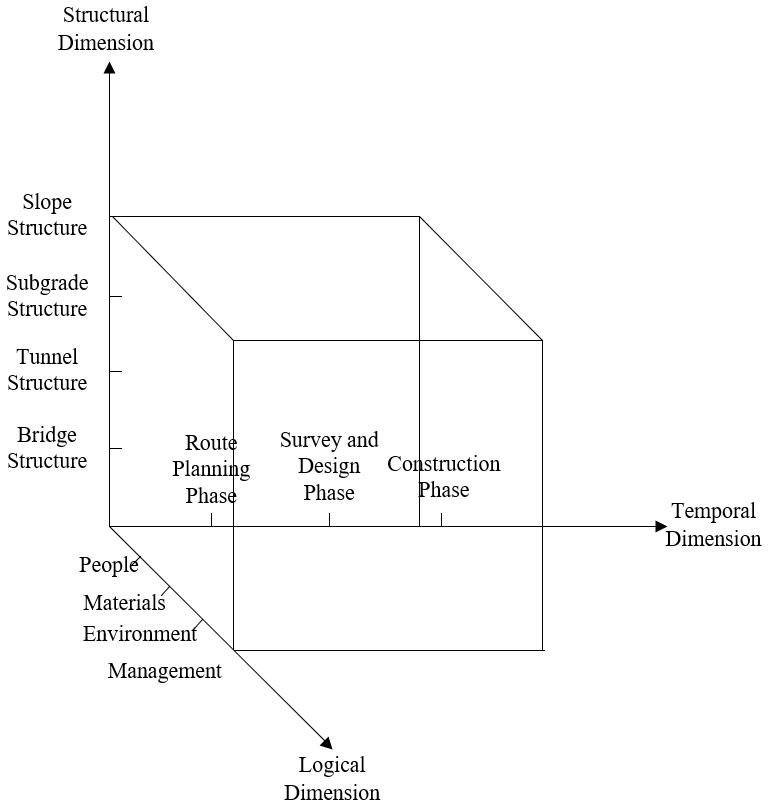 Structural
Dimension
Slope
Structure
Subgrade
Structure
Tunnel
Structure
Bridge
Structure
Route
Planning
Phase
Survey and
Design
Phase
Construction
Phase
Temporal
Dimension
People
Materials
Environment
Management
Logical
Dimension